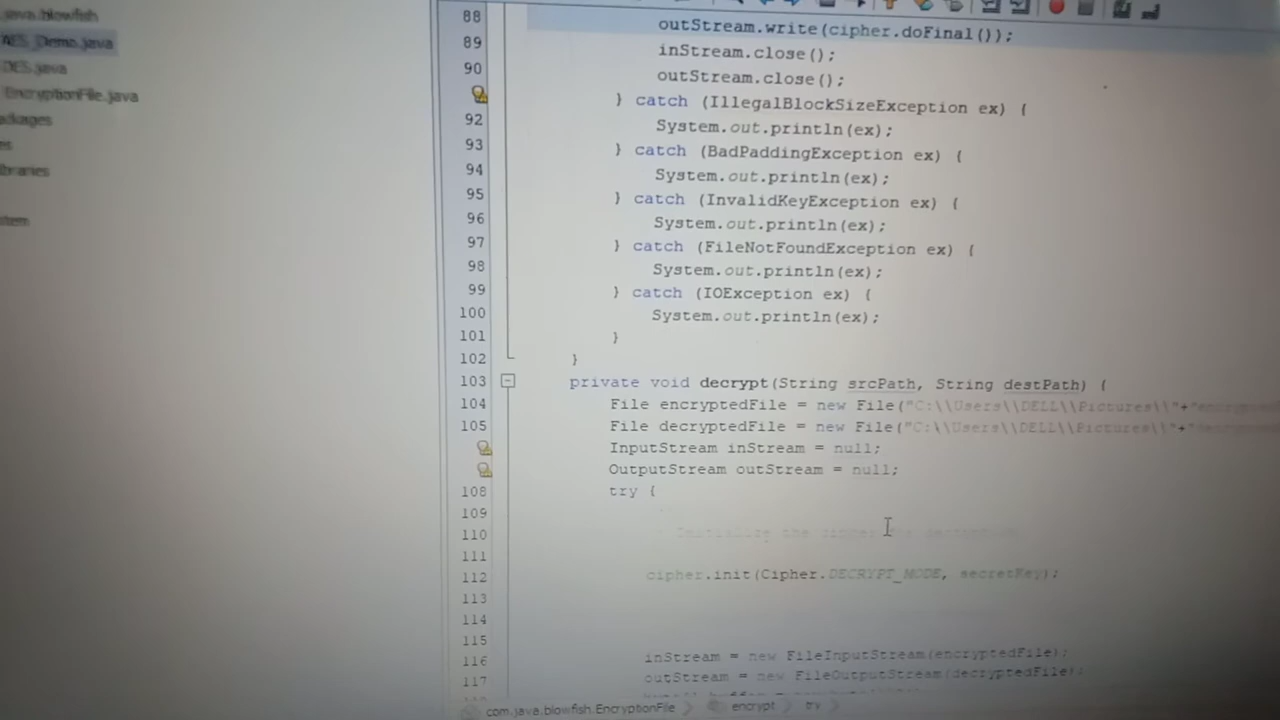 java.blowfish
AES_Demo.java
DES.java
EncryptionFile.java
88 outStream.write(cipher.doFinal());
89 inStream.close();
90 outStream.close();
} catch (IllegalBlockSizeException ex) {
92 System.out.println(ex);
93 } catch (BadPaddingException ex) {
94 System.out.println(ex);
95 } catch (InvalidKeyException ex) {
96 System.out.println(ex);
97 } catch (FileNotFoundException ex) {
98 System.out.println(ex);
99 } catch (IOException ex) {
100 System.out.println(ex);
101 }
102 }
103 private void decrypt(String srcPath, String destPath) {
104 File encryptedFile = new File("C:\\Users\\DELL\\Pictures\\"+
105 File decryptedFile = new File("C:\\Users\\DELL\\Pictures\\"+
InputStream inStream = null;
OutputStream outStream = null;
108 try {
109
110 Initialize the cipher
111
112 cipher.init(Cipher.DECRYPT_MODE, secretKey);
113
114
115
116 inStream = new FileInputStream(encryptedFile);
117 outStream = new FileOutputStream(decryptedFile);
com.java.blowfish.EncryptionFile encrypt try